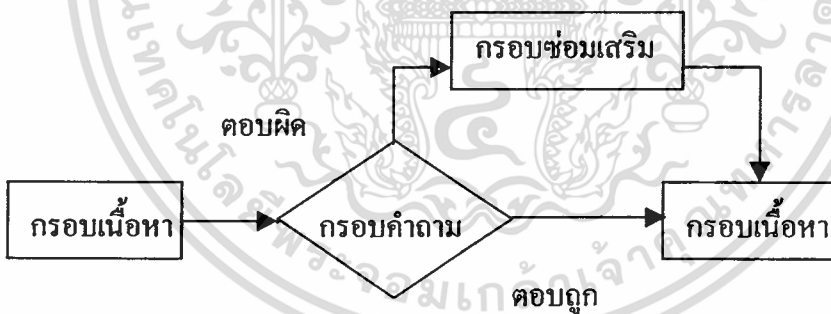 กรอบซ่อมเสริม
ตอบผิด
กรอบเนื้อหา
กรอบคำถาม
กรอบเนื้อหา
ตอบถูก